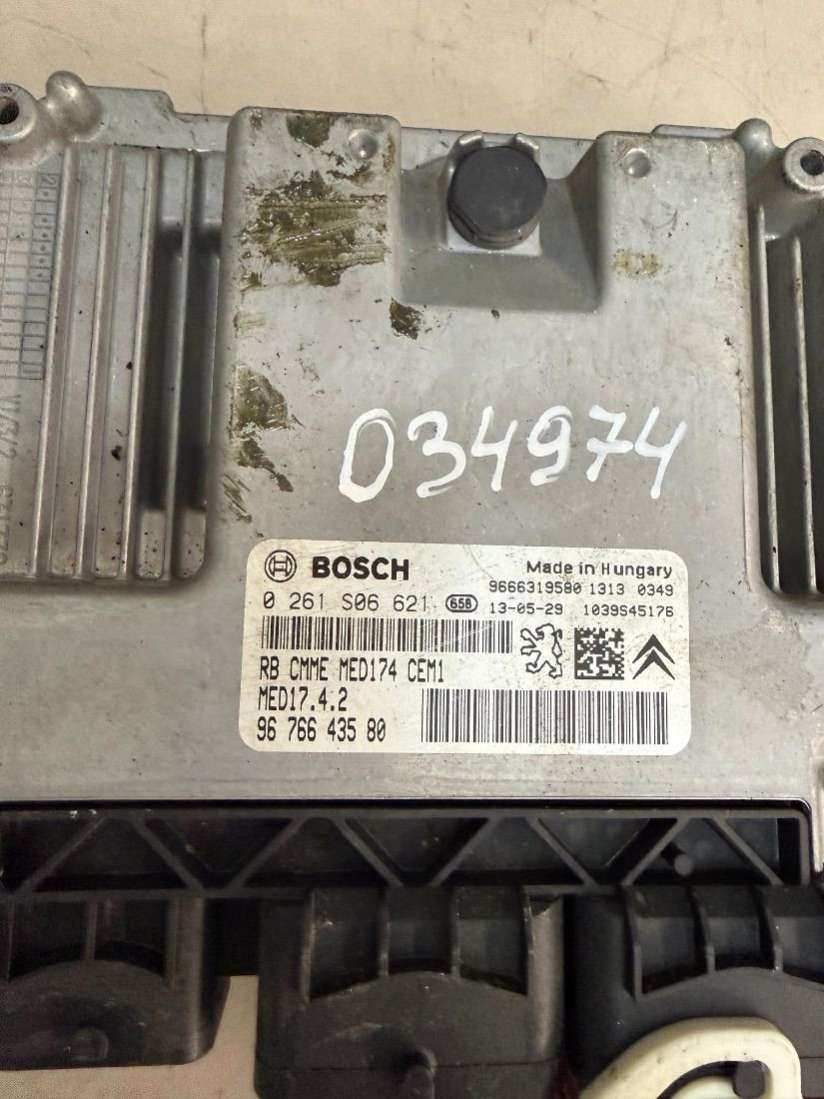 034974
BOSCH
Made in Hungary
9666319580 1313 0349
0 261 S06 621 658 13-05-29 1039S45176
RB CMME MED174 CEM1
MED17.4.2
96 766 435 80